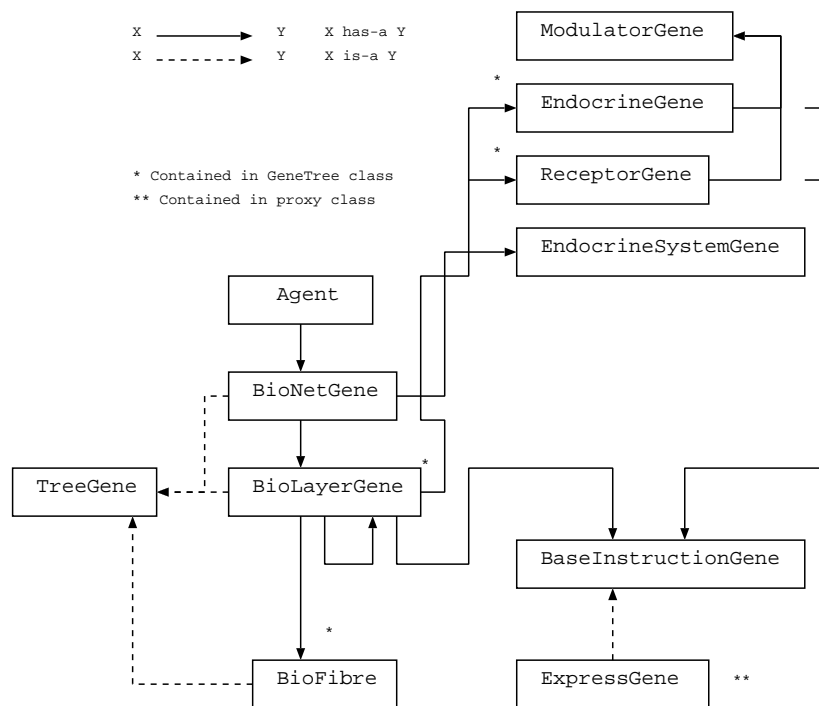 X Y X has-a Y
X Y X is-a Y
ModulatorGene
*
EndocrineGene
*
ReceptorGene
* Contained in GeneTree class
** Contained in proxy class
EndocrineSystemGene
Agent
BioNetGene
*
TreeGene
BioLayerGene
BaseInstructionGene
*
BioFibre
ExpressGene
**